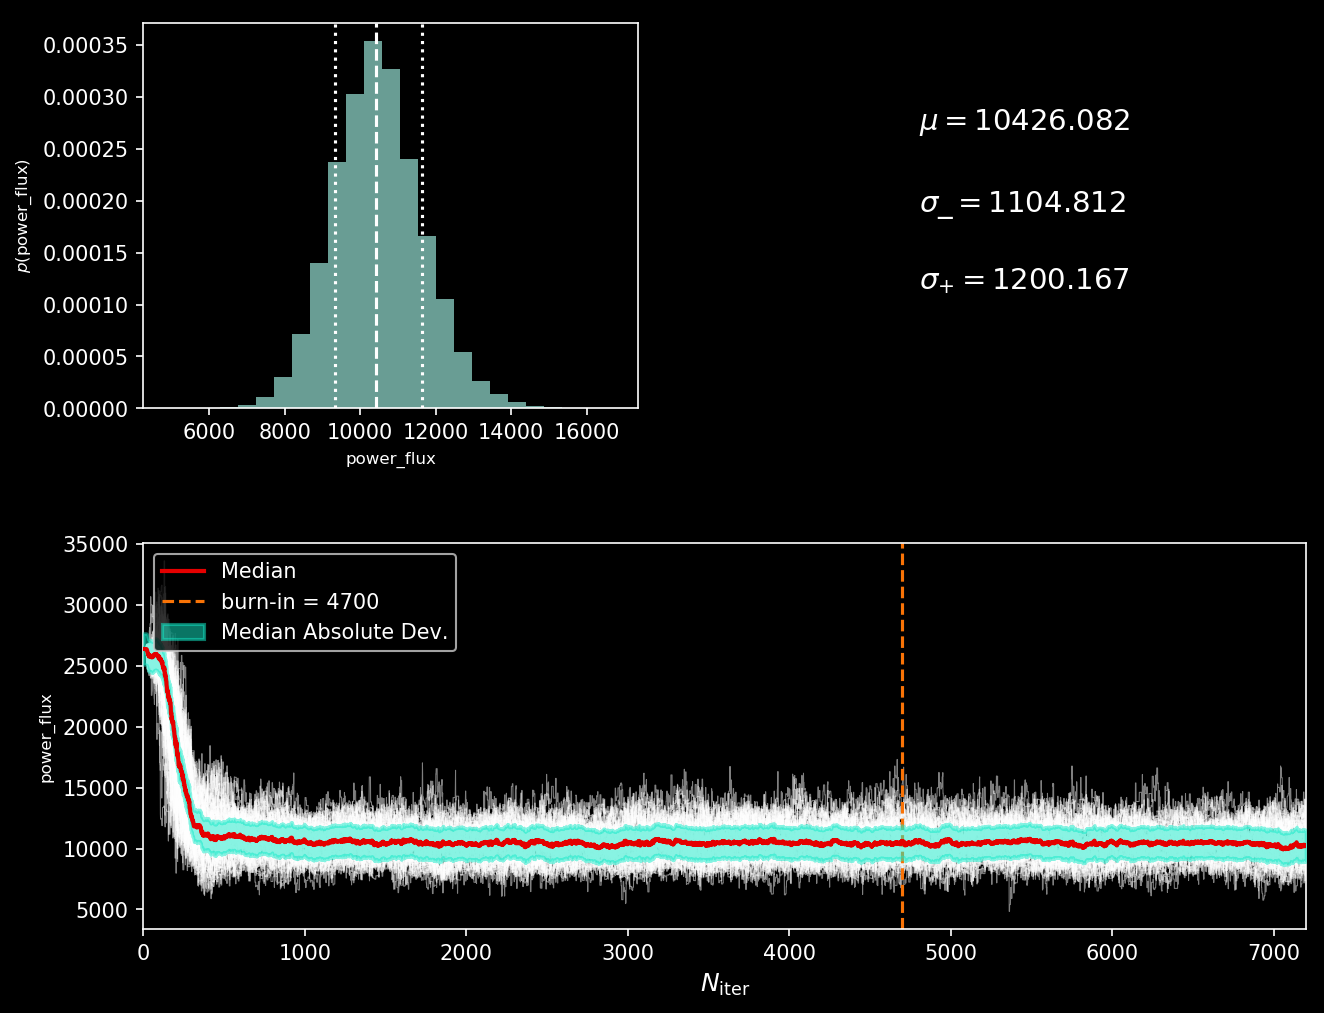 0.00035
0.00030
0.00025
0.00020
0.00015
0.00010
0.00005
0.00000
p(power_flux)
6000 8000 10000 12000 14000 16000
power_flux
μ = 10426.082
σ_ = 1104.812
σ+ = 1200.167
35000
30000
25000
20000
15000
10000
5000
power_flux
Median
burn-in = 4700
Median Absolute Dev.
0 1000 2000 3000 4000 5000 6000 7000
Niter